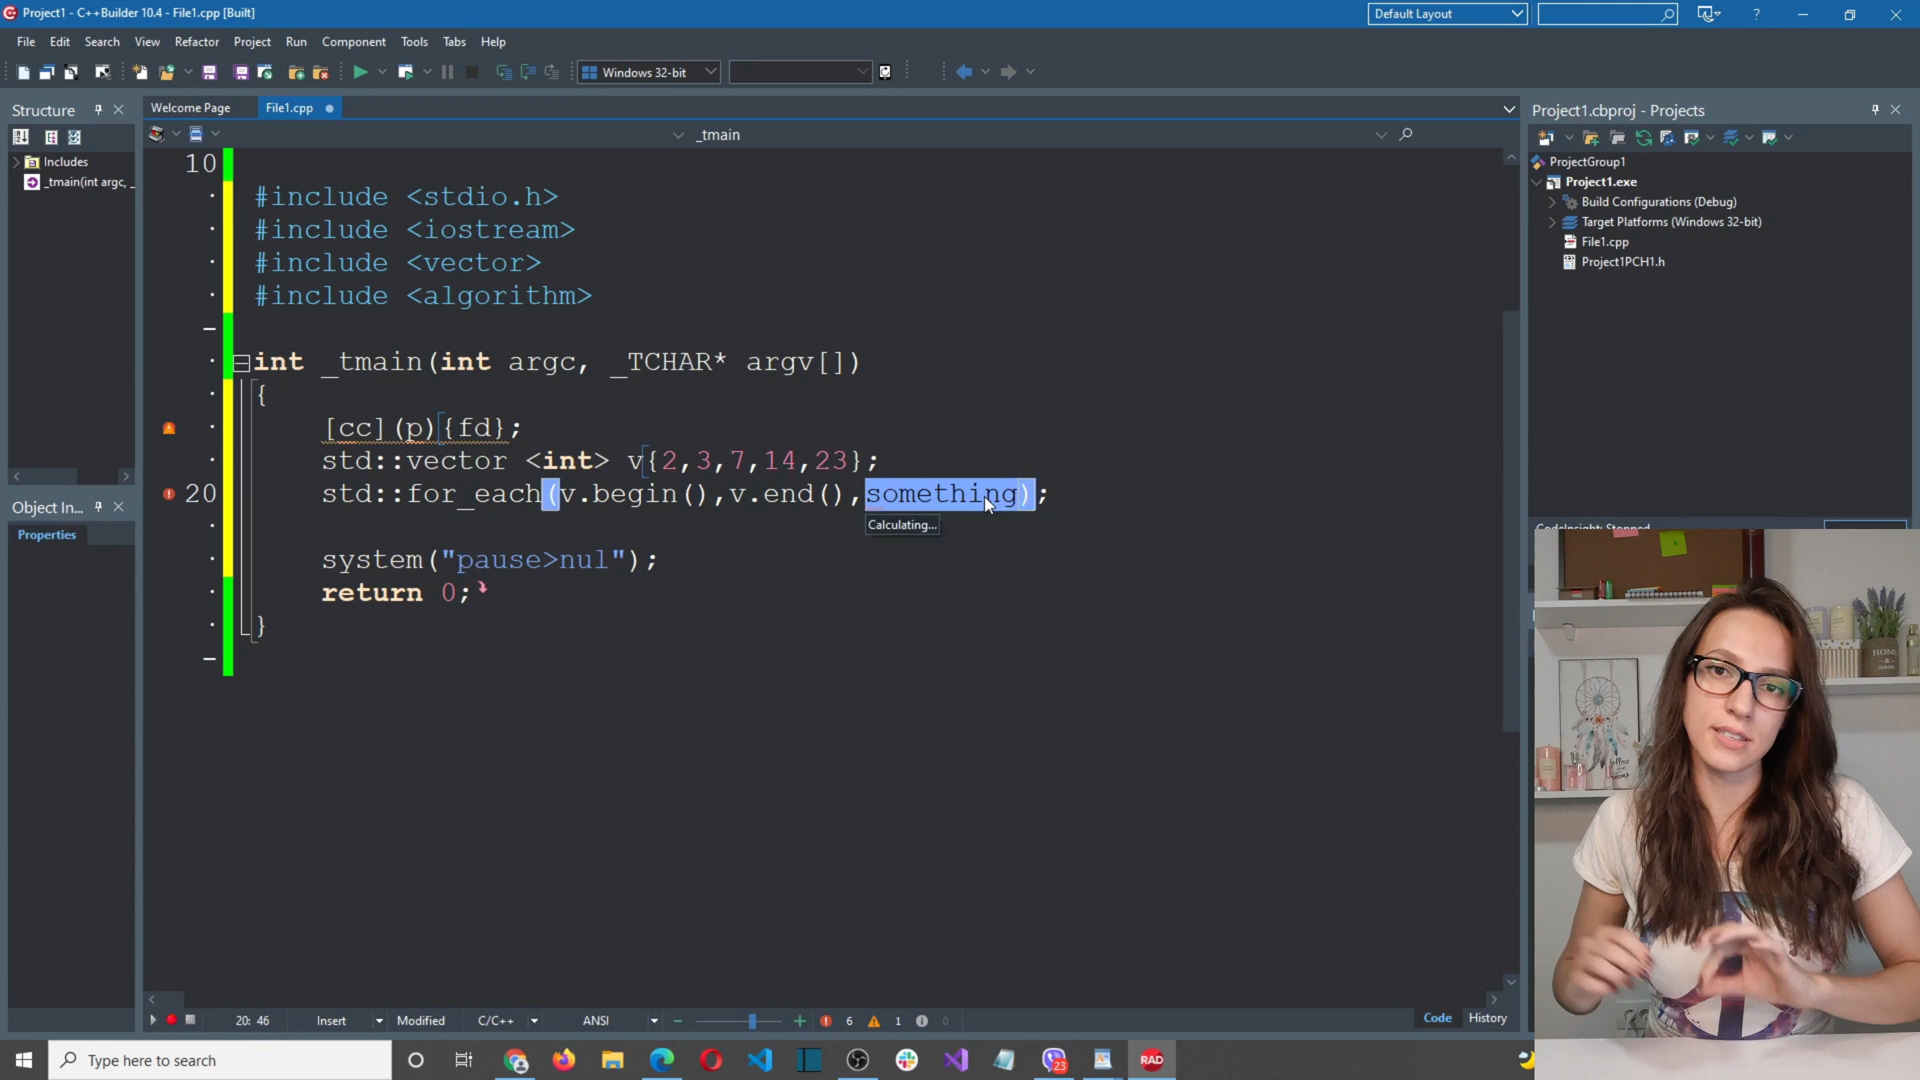 Project1 - C++Builder 10.4 - File1.cpp [Built]
Default Layout
File Edit Search View Refactor Project Run Component Tools Tabs Help
Windows 32-bit
Structure
Welcome Page
File1.cpp
Project1.cbproj - Projects
_tmain
Includes
_tmain(int argc, _
ProjectGroup1
Project1.exe
Build Configurations (Debug)
Target Platforms (Windows 32-bit)
File1.cpp
Project1PCH1.h
10
#include <stdio.h>
#include <iostream>
#include <vector>
#include <algorithm>
int _tmain(int argc, _TCHAR* argv[])
{
[cc](p){fd};
std::vector <int> v{2,3,7,14,23};
20 std::for_each(v.begin(),v.end(),something);
Calculating...
system("pause>nul");
return 0;
}
Object In...
Properties
CodeInsight: Stopped
HOME
20: 46
Insert
Modified
C/C++
ANSI
6
1
0
Code
History
Type here to search
23
RAD